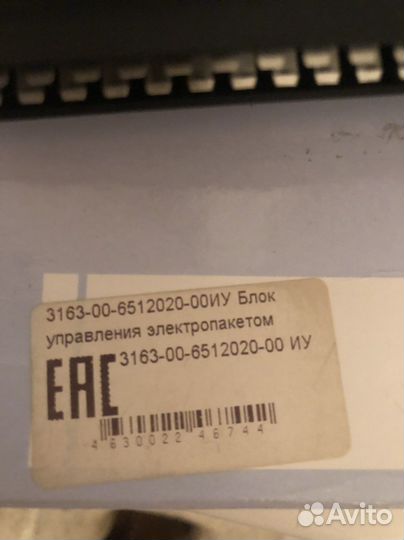 3163-00-6512020-00ИУ Блок
управления электропакетом
EAC 3163-00-6512020-00 ИУ
4 630022 46744
Avito